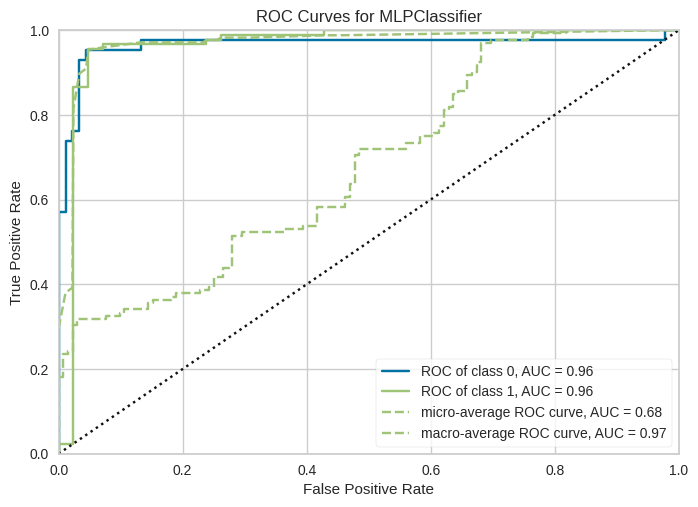 ROC Curves for MLPClassifier
True Positive Rate
1.0
0.8
0.6
0.4
0.2
0.0
ROC of class 0, AUC = 0.96
ROC of class 1, AUC = 0.96
micro-average ROC curve, AUC = 0.68
macro-average ROC curve, AUC = 0.97
0.0 0.2 0.4 0.6 0.8 1.0
False Positive Rate